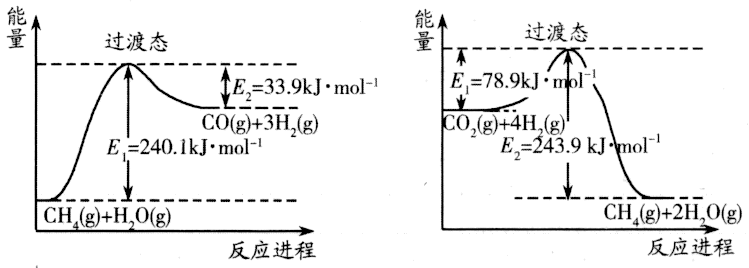 能量
过渡态
E₂=33.9kJ·mol⁻¹
CO(g)+3H₂(g)
E₁=240.1kJ·mol⁻¹
CH₄(g)+H₂O(g)
反应进程
能量
过渡态
E₁=78.9kJ·mol⁻¹
CO₂(g)+4H₂(g)
E₂=243.9 kJ·mol⁻¹
CH₄(g)+2H₂O(g)
反应进程